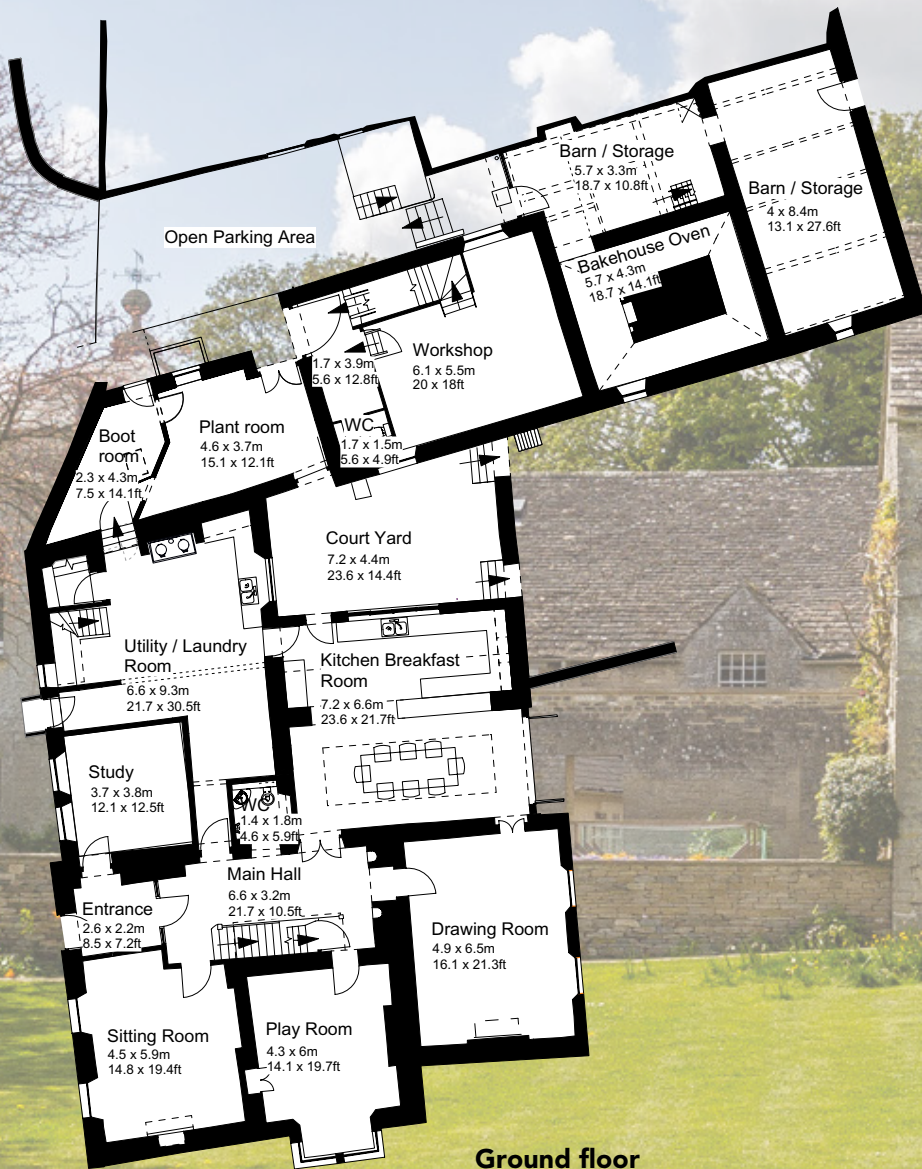 Barn / Storage
5.7 x 3.3m
18.7 x 10.8ft
Barn / Storage
4 x 8.4m
13.1 x 27.6ft
Open Parking Area
Bakehouse Oven
5.7 x 4.3m
18.7 x 14.1ft
Workshop
6.1 x 5.5m
20 x 18ft
1.7 x 3.9m
5.6 x 12.8ft
WC
1.7 x 1.5m
5.6 x 4.9ft
Plant room
4.6 x 3.7m
15.1 x 12.1ft
Boot
room
2.3 x 4.3m
7.5 x 14.1ft
Court Yard
7.2 x 4.4m
23.6 x 14.4ft
Utility / Laundry
Room
6.6 x 9.3m
21.7 x 30.5ft
Kitchen Breakfast
Room
7.2 x 6.6m
23.6 x 21.7ft
Study
3.7 x 3.8m
12.1 x 12.5ft
WC
1.4 x 1.8m
4.6 x 5.9ft
Main Hall
6.6 x 3.2m
21.7 x 10.5ft
Entrance
2.6 x 2.2m
8.5 x 7.2ft
Drawing Room
4.9 x 6.5m
16.1 x 21.3ft
Sitting Room
4.5 x 5.9m
14.8 x 19.4ft
Play Room
4.3 x 6m
14.1 x 19.7ft
Ground floor